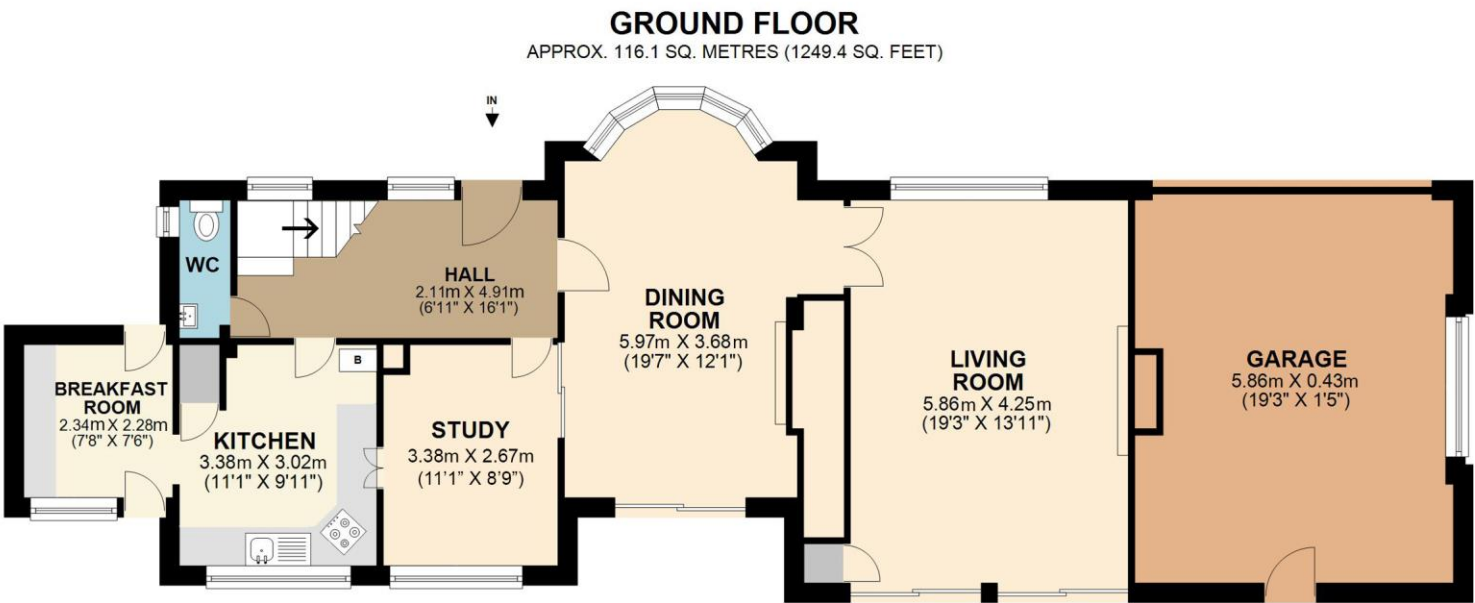 GROUND FLOOR
APPROX. 116.1 SQ. METRES (1249.4 SQ. FEET)
IN
WC
HALL
2.11m X 4.91m
(6'11" X 16'1")
DINING
ROOM
5.97m X 3.68m
(19'7" X 12'1")
B
BREAKFAST
ROOM
2.34m X 2.28m
(7'8" X 7'6")
KITCHEN
3.38m X 3.02m
(11'1" X 9'11")
STUDY
3.38m X 2.67m
(11'1" X 8'9")
LIVING
ROOM
5.86m X 4.25m
(19'3" X 13'11")
GARAGE
5.86m X 0.43m
(19'3" X 1'5")